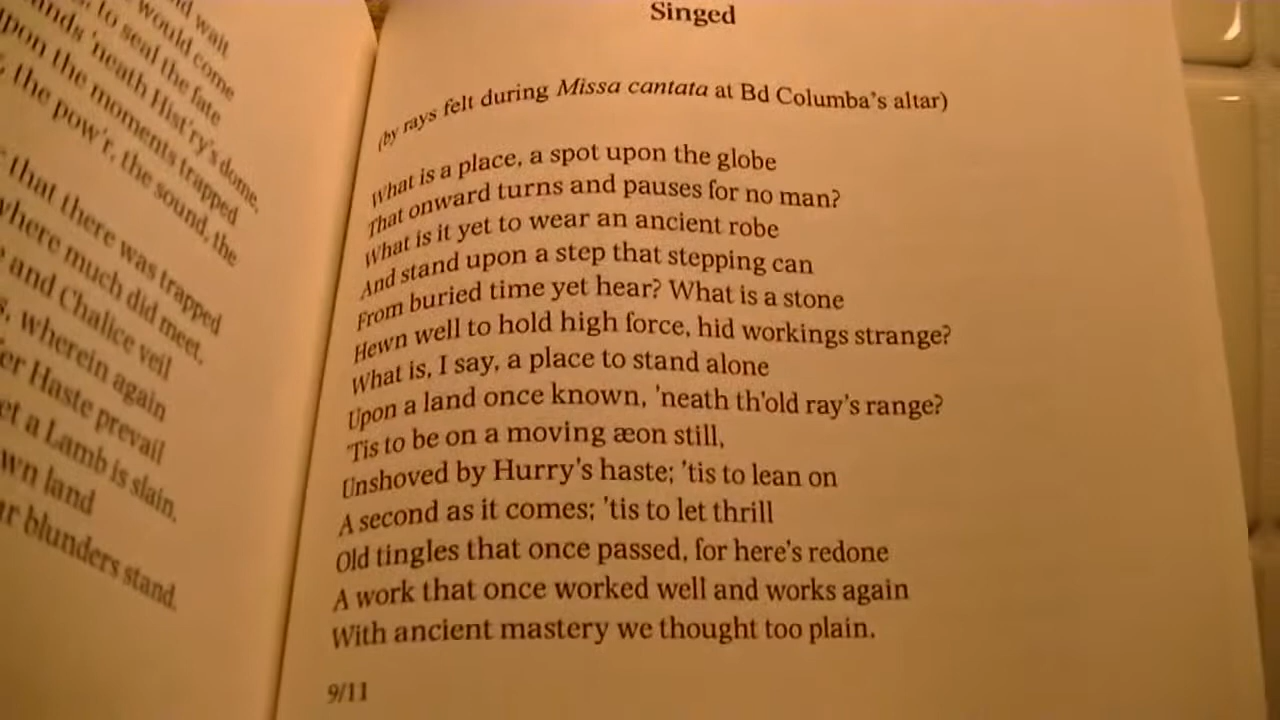 nd wait
would come
to seal the fate
ands 'neath Hist'ry's dome,
pon the moments trapped
, the pow'r, the sound, the
that there was trapped
where much did meet,
and Chalice veil
s, wherein again
er Haste prevail
et a Lamb is slain,
wn land
ar blunders stand.
Singed
(by rays felt during Missa cantata at Bd Columba's altar)
What is a place, a spot upon the globe
That onward turns and pauses for no man?
What is it yet to wear an ancient robe
And stand upon a step that stepping can
From buried time yet hear? What is a stone
Hewn well to hold high force, hid workings strange?
What is, I say, a place to stand alone
Upon a land once known, 'neath th'old ray's range?
'Tis to be on a moving æon still,
Unshoved by Hurry's haste; 'tis to lean on
A second as it comes; 'tis to let thrill
Old tingles that once passed, for here's redone
A work that once worked well and works again
With ancient mastery we thought too plain.
9/11